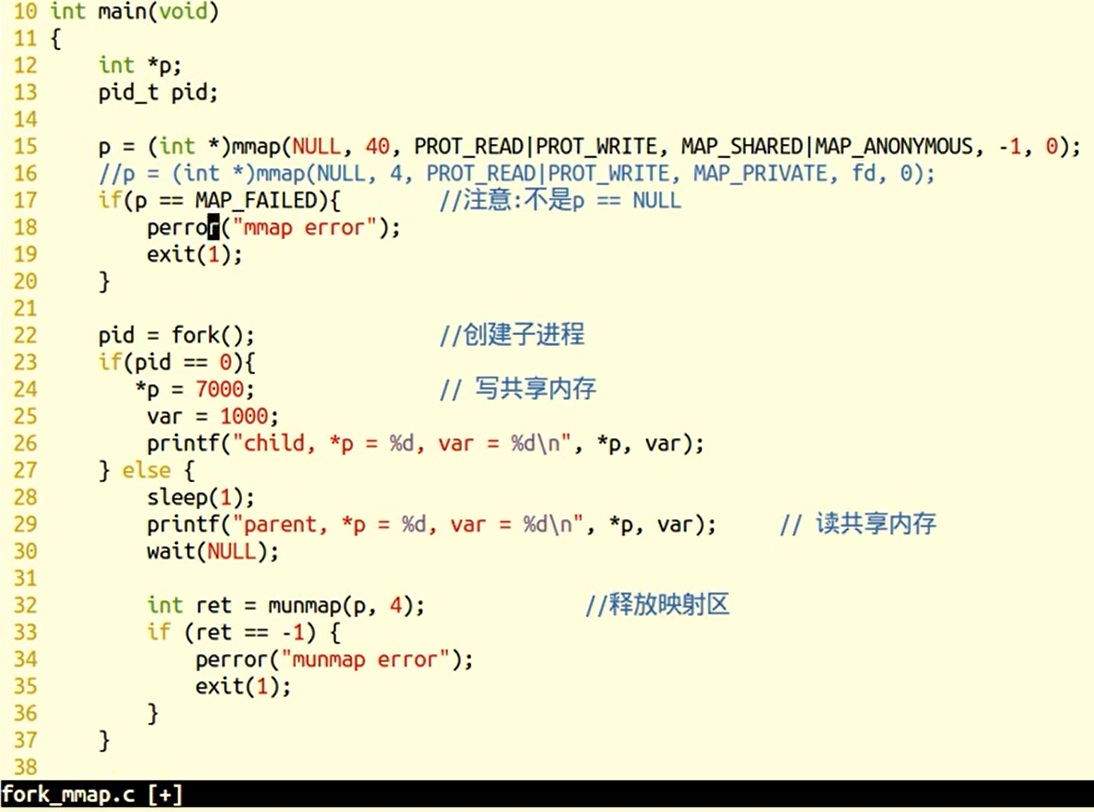 10 int main(void)
11 {
12     int *p;
13     pid_t pid;
14
15     p = (int *)mmap(NULL, 40, PROT_READ|PROT_WRITE, MAP_SHARED|MAP_ANONYMOUS, -1, 0);
16     //p = (int *)mmap(NULL, 4, PROT_READ|PROT_WRITE, MAP_PRIVATE, fd, 0);
17     if(p == MAP_FAILED){        //注意:不是p == NULL
18         perror("mmap error");
19         exit(1);
20     }
21
22     pid = fork();               //创建子进程
23     if(pid == 0){
24        *p = 7000;               // 写共享内存
25         var = 1000;
26         printf("child, *p = %d, var = %d\n", *p, var);
27     } else {
28         sleep(1);
29         printf("parent, *p = %d, var = %d\n", *p, var);     // 读共享内存
30         wait(NULL);
31
32         int ret = munmap(p, 4);             //释放映射区
33         if (ret == -1) {
34             perror("munmap error");
35             exit(1);
36         }
37     }
38
fork_mmap.c [+]